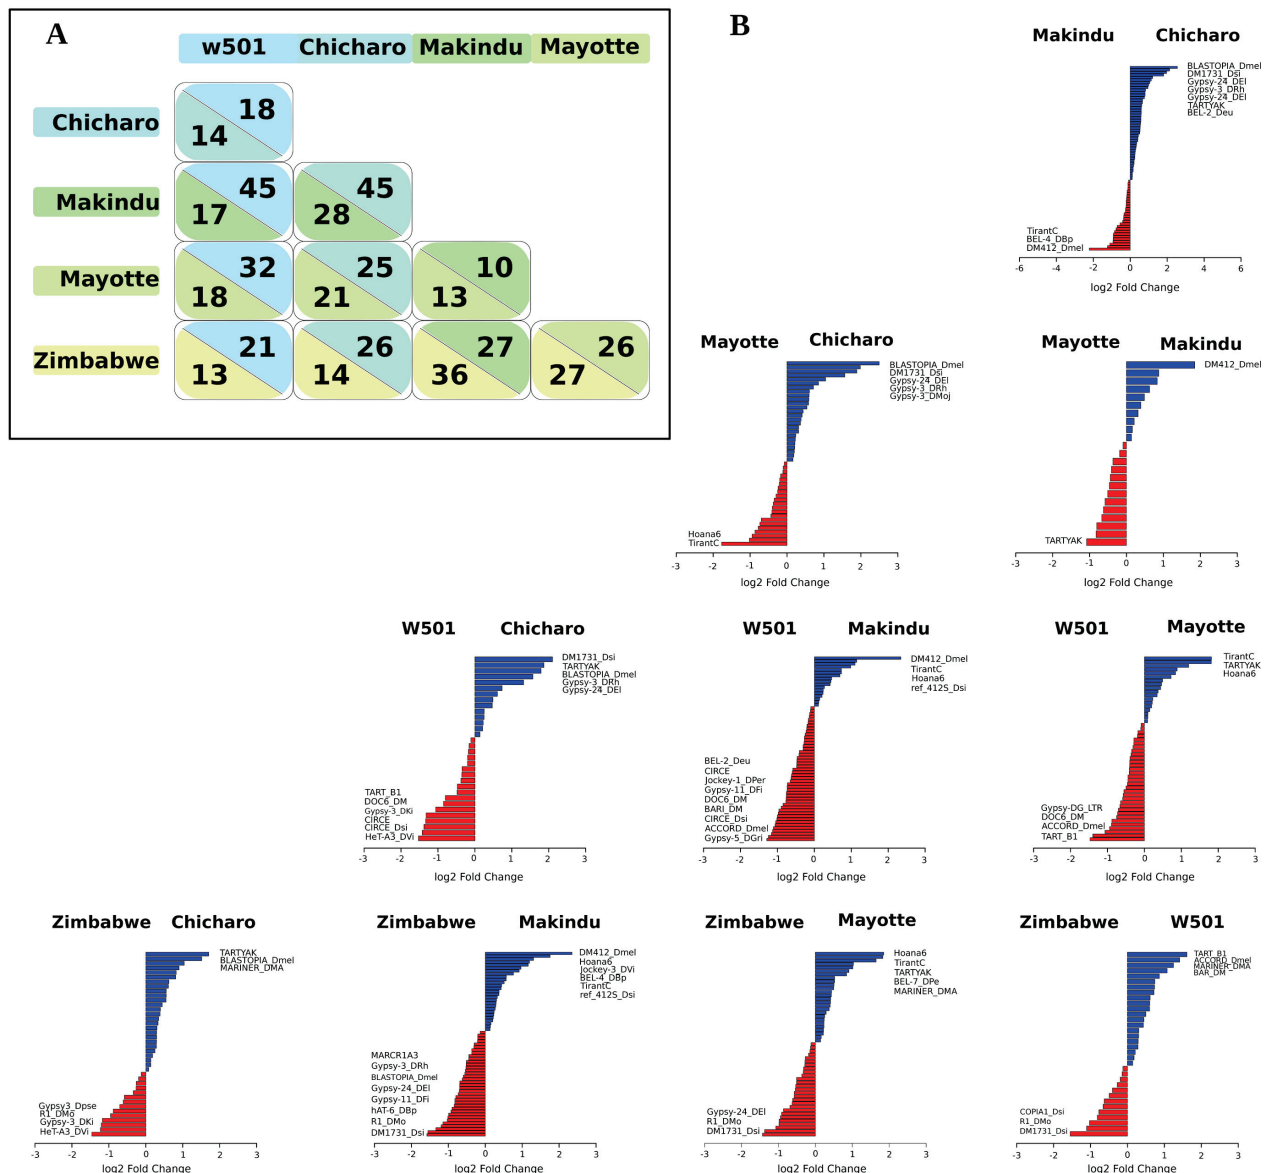 A
w501 Chicharo Makindu Mayotte
Chicharo 18 14
Makindu 45 17 45 28
Mayotte 32 18 25 21 10 13
Zimbabwe 21 13 26 14 27 36 26 27
B
Makindu Chicharo
BLASTOPIA_Dmel
DM1731_Dsi
Gypsy-24_DEl
Gypsy-3_DRh
Gypsy-24_DEl
TARTYAK
BEL-2_Deu
TirantC
BEL-4_DBp
DM412_Dmel
-6 -4 -2 0 2 4 6
log2 Fold Change
Mayotte Chicharo
BLASTOPIA_Dmel
DM1731_Dsi
Gypsy-24_DEl
Gypsy-3_DRh
Gypsy-3_DMoj
Hoana6
TirantC
-3 -2 -1 0 1 2 3
log2 Fold Change
Mayotte Makindu
DM412_Dmel
TARTYAK
-3 -2 -1 0 1 2 3
log2 Fold Change
W501 Chicharo
DM1731_Dsi
TARTYAK
BLASTOPIA_Dmel
Gypsy-3_DRh
Gypsy-24_DEl
TART_B1
DOC6_DM
Gypsy-3_DKi
CIRCE
CIRCE_Dsi
HeT-A3_DVi
-3 -2 -1 0 1 2 3
log2 Fold Change
W501 Makindu
DM412_Dmel
TirantC
Hoana6
ref_412S_Dsi
BEL-2_Deu
CIRCE
Jockey-1_DPer
Gypsy-11_DFi
DOC6_DM
BARI_DM
CIRCE_Dsi
ACCORD_Dmel
Gypsy-5_DGri
-3 -2 -1 0 1 2 3
log2 Fold Change
W501 Mayotte
TirantC
TARTYAK
Hoana6
Gypsy-DG_LTR
DOC6_DM
ACCORD_Dmel
TART_B1
-3 -2 -1 0 1 2 3
log2 Fold Change
Zimbabwe Chicharo
TARTYAK
BLASTOPIA_Dmel
MARINER_DMA
Gypsy3_Dpse
R1_DMo
Gypsy-3_DKi
HeT-A3_DVi
-3 -2 -1 0 1 2 3
log2 Fold Change
Zimbabwe Makindu
DM412_Dmel
Hoana6
Jockey-3_DVi
BEL-4_DBp
TirantC
ref_412S_Dsi
MARCR1A3
Gypsy-3_DRh
BLASTOPIA_Dmel
Gypsy-24_DEl
Gypsy-11_DFi
hAT-6_DBp
R1_DMo
DM1731_Dsi
-3 -2 -1 0 1 2 3
log2 Fold Change
Zimbabwe Mayotte
Hoana6
TirantC
TARTYAK
BEL-7_DPe
MARINER_DMA
Gypsy-24_DEl
R1_DMo
DM1731_Dsi
-3 -2 -1 0 1 2 3
log2 Fold Change
Zimbabwe W501
TART_B1
ACCORD_Dmel
MARINER_DMA
BAR_DM
COPIA1_Dsi
R1_DMo
DM1731_Dsi
-3 -2 -1 0 1 2 3
log2 Fold Change